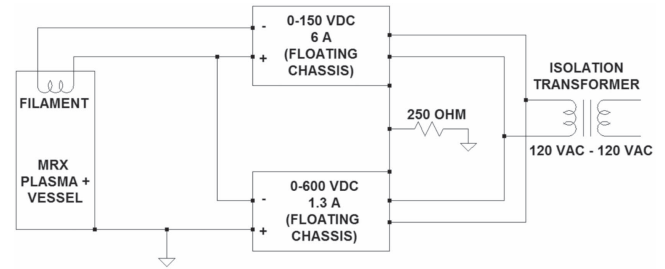 0-150 VDC
6 A
(FLOATING
CHASSIS)
-
+
FILAMENT
MRX
PLASMA +
VESSEL
250 OHM
ISOLATION
TRANSFORMER
120 VAC - 120 VAC
0-600 VDC
1.3 A
(FLOATING
CHASSIS)
-
+